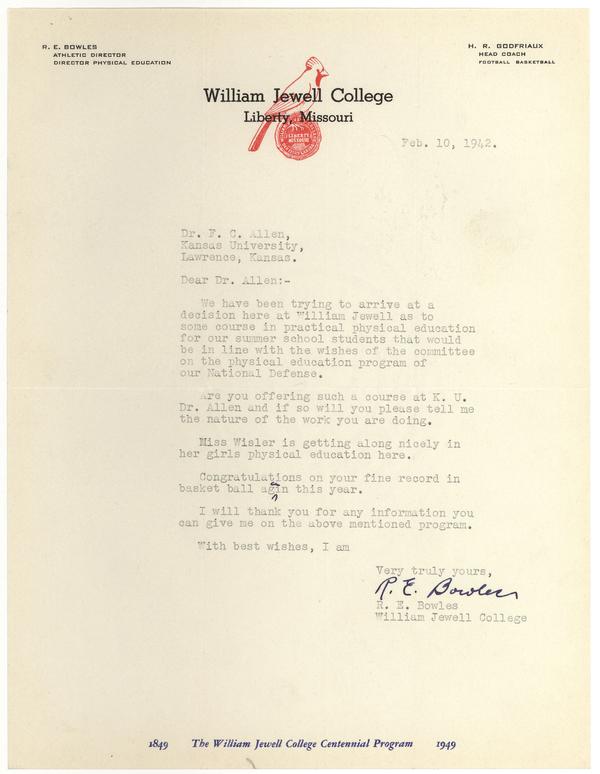 R. E. BOWLES
ATHLETIC DIRECTOR
DIRECTOR PHYSICAL EDUCATION
H. R. GODFRIAUX
HEAD COACH
FOOTBALL BASKETBALL
William Jewell College
Liberty, Missouri
LIBERTY
MISSOURI
Feb. 10, 1942.
Dr. F. C. Allen,
Kansas University,
Lawrence, Kansas.
Dear Dr. Allen:-
We have been trying to arrive at a
decision here at William Jewell as to
some course in practical physical education
for our summer school students that would
be in line with the wishes of the committee
on the physical education program of
our National Defense.
Are you offering such a course at K. U.
Dr. Allen and if so will you please tell me
the nature of the work you are doing.
Miss Wisler is getting along nicely in
her girls physical education here.
Congratulations on your fine record in
basket ball again this year.
I will thank you for any information you
can give me on the above mentioned program.
With best wishes, I am
Very truly yours,
R. E. Bowles
R. E. Bowles
William Jewell College
1849 The William Jewell College Centennial Program 1949